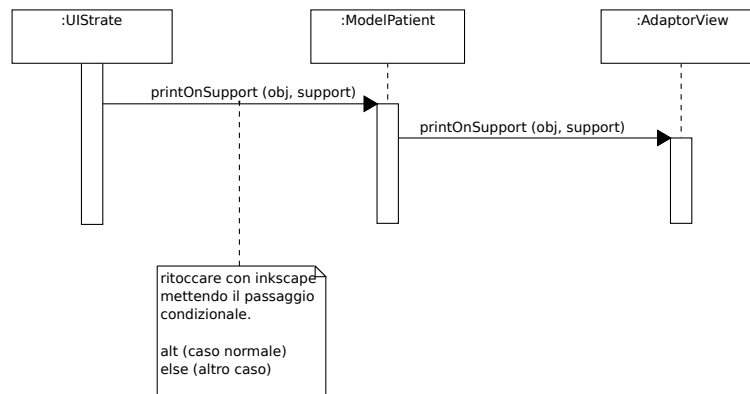 :UIStrate
:ModelPatient
:AdaptorView
printOnSupport (obj, support)
printOnSupport (obj, support)
ritoccare con inkscape
mettendo il passaggio
condizionale.
alt (caso normale)
else (altro caso)